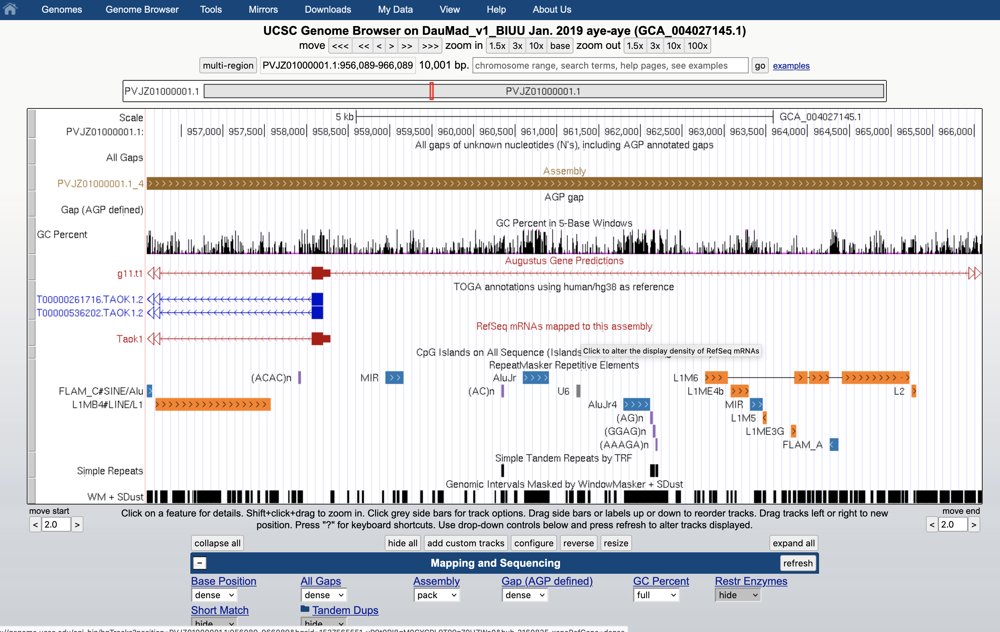 Genomes Genome Browser Tools Mirrors Downloads My Data View Help About Us
UCSC Genome Browser on DauMad_v1_BIUU Jan. 2019 aye-aye (GCA_004027145.1)
move <<< << < > >> >>> zoom in 1.5x 3x 10x base zoom out 1.5x 3x 10x 100x
multi-region PVJZ01000001.1:956,089-966,089 10,001 bp. chromosome range, search terms, help pages, see examples go examples
PVJZ01000001.1 PVJZ01000001.1
Scale 5 kb GCA_004027145.1
PVJZ01000001.1: 957,000 957,500 958,000 958,500 959,000 959,500 960,000 960,500 961,000 961,500 962,000 962,500 963,000 963,500 964,000 964,500 965,000 965,500 966,000
All gaps of unknown nucleotides (N's), including AGP annotated gaps
All Gaps
Assembly
PVJZ01000001.1_4
AGP gap
Gap (AGP defined)
GC Percent in 5-Base Windows
GC Percent
Augustus Gene Predictions
g11.t1
TOGA annotations using human/hg38 as reference
T00000261716.TAOK1.2
T00000536202.TAOK1.2
RefSeq mRNAs mapped to this assembly
Taok1
CpG Islands on All Sequence (Islands
Click to alter the display density of RefSeq mRNAs
RepeatMasker Repetitive Elements
(ACAC)n MIR AluJr L1M6
FLAM_C#SINE/Alu (AC)n U6 L1ME4b L2
L1MB4#LINE/L1 AluJr4 MIR
(AG)n L1M5
(GGAG)n L1ME3G
(AAAGA)n FLAM_A
Simple Tandem Repeats by TRF
Simple Repeats
Genomic Intervals Masked by WindowMasker + SDust
WM + SDust
move start Click on a feature for details. Shift+click+drag to zoom in. Click grey side bars for track options. Drag side bars or labels up or down to reorder tracks. Drag tracks left or right to new move end
< 2.0 > position. Press "?" for keyboard shortcuts. Use drop-down controls below and press refresh to alter tracks displayed. < 2.0 >
collapse all hide all add custom tracks configure reverse resize expand all
- Mapping and Sequencing refresh
Base Position All Gaps Assembly Gap (AGP defined) GC Percent Restr Enzymes
dense dense pack dense full hide
Short Match Tandem Dups
hide hide